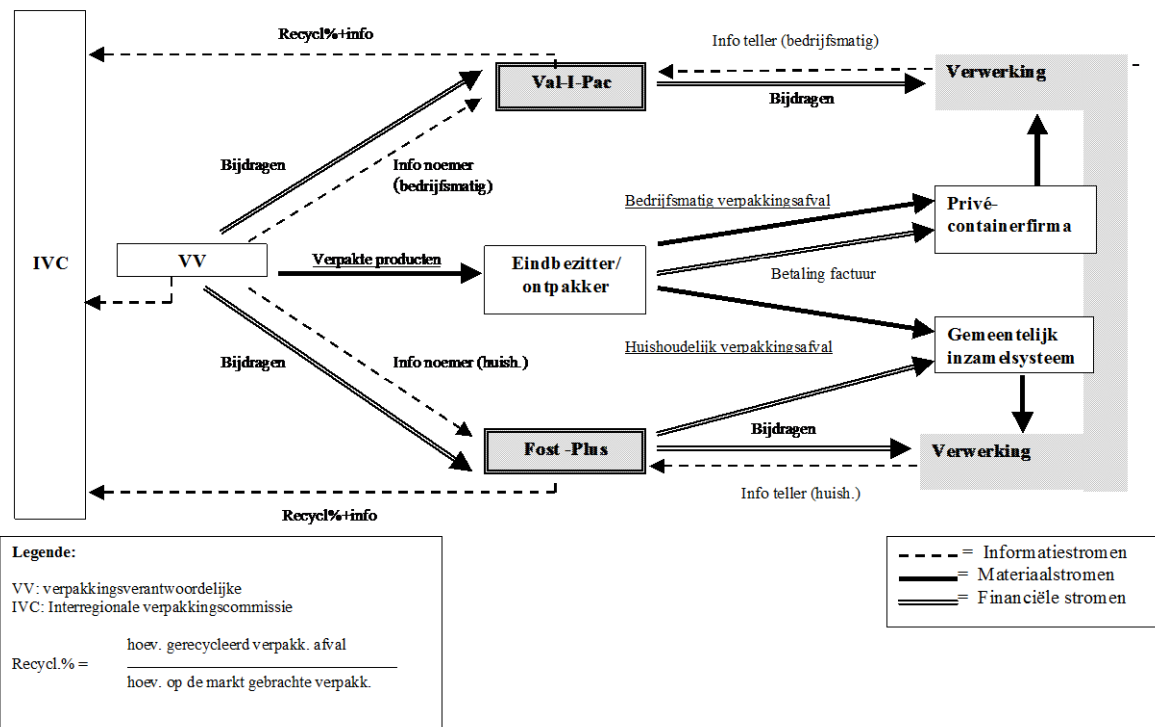 Recycl%+info
Info teller (bedrijfsmatig)
Val-I-Pac
Verwerking
Bijdragen
Bijdragen
Info noemer
(bedrijfsmatig)
Bedrijfsmatig verpakkingsafval
Privé-
containerfirma
IVC
VV
Verpakte producten
Eindbezitter/
ontpakker
Betaling factuur
Gemeentelijk
inzamelsysteem
Huishoudelijk verpakkingsafval
Bijdragen
Info noemer (huish.)
Bijdragen
Fost -Plus
Verwerking
Info teller (huish.)
Recycl%+info
Legende:
VV: verpakkingsverantwoordelijke
IVC: Interregionale verpakkingscommissie
hoev. gerecycleerd verpakk. afval
Recycl.% =
hoev. op de markt gebrachte verpakk.
= Informatiestromen
= Materiaalstromen
= Financiële stromen